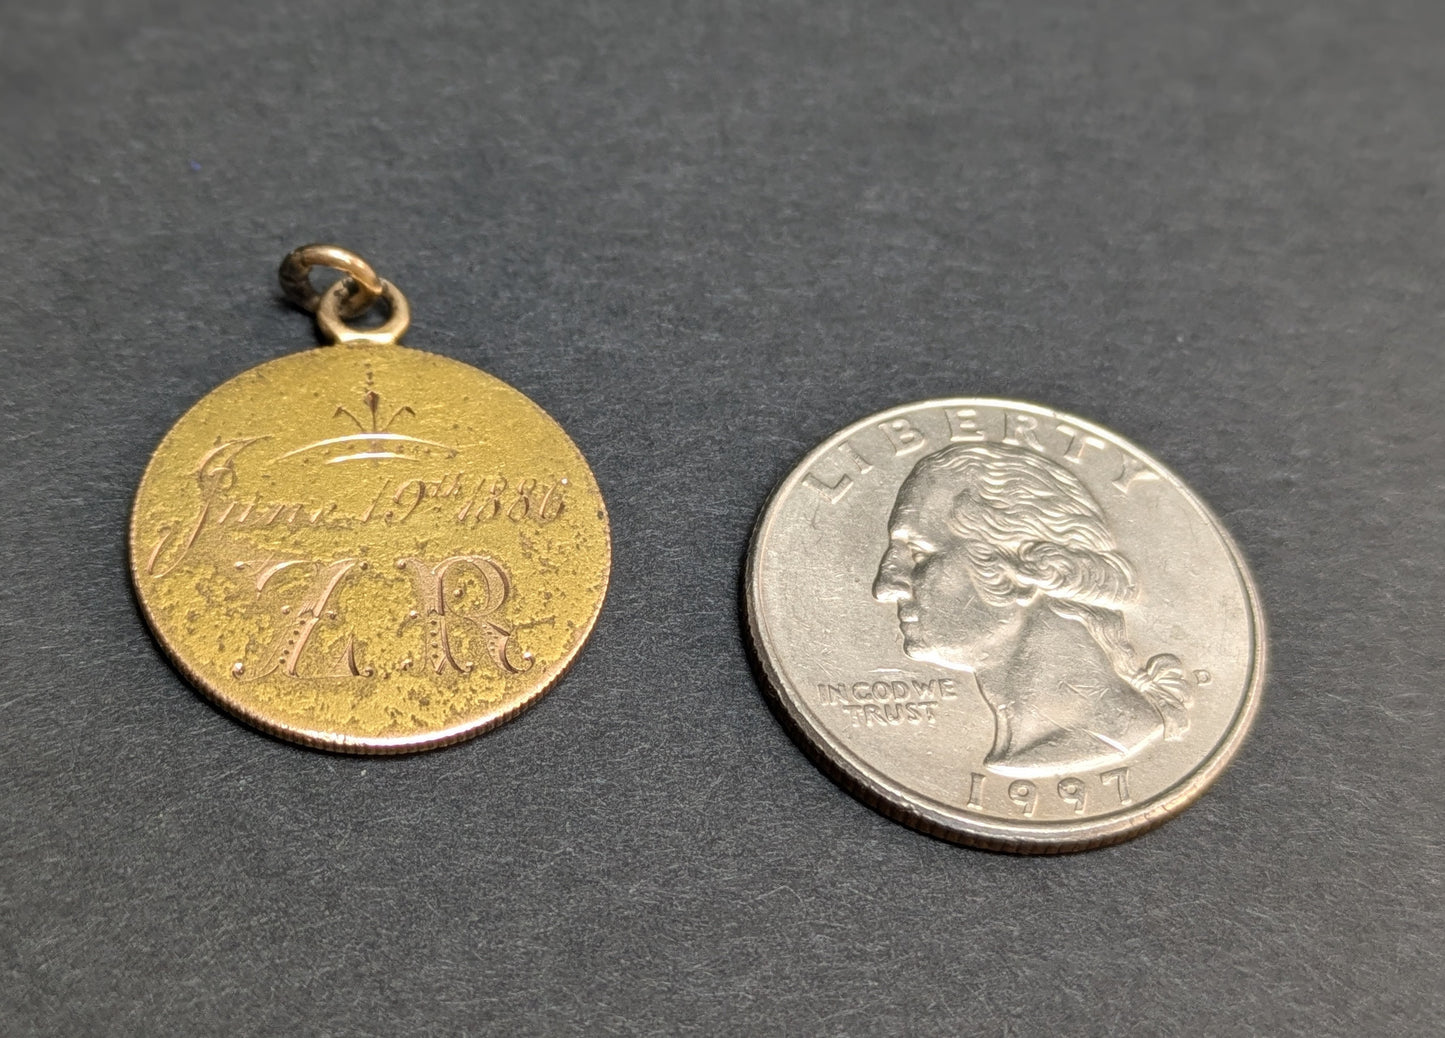 June 19th 1886
Z R
LIBERTY
IN GOD WE
TRUST
D
1997